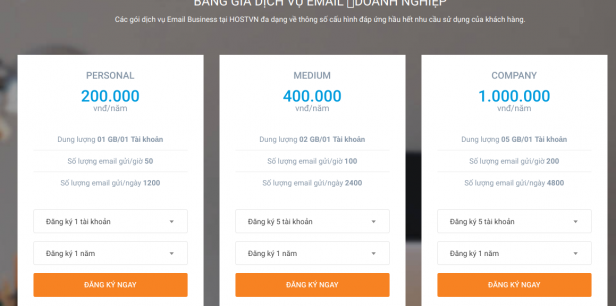 BẢNG GIÁ DỊCH VỤ EMAIL DOANH NGHIỆP
Các gói dịch vụ Email Business tại HOSTVN đa dạng về thông số cấu hình đáp ứng hầu hết nhu cầu sử dụng của khách hàng.
PERSONAL
200.000
vnđ/năm
Dung lượng 01 GB/01 Tài khoản
Số lượng email gửi/giờ 50
Số lượng email gửi/ngày 1200
Đăng ký 1 tài khoản
Đăng ký 1 năm
ĐĂNG KÝ NGAY
MEDIUM
400.000
vnđ/năm
Dung lượng 02 GB/01 Tài khoản
Số lượng email gửi/giờ 100
Số lượng email gửi/ngày 2400
Đăng ký 5 tài khoản
Đăng ký 1 năm
ĐĂNG KÝ NGAY
COMPANY
1.000.000
vnđ/năm
Dung lượng 05 GB/01 Tài khoản
Số lượng email gửi/giờ 200
Số lượng email gửi/ngày 4800
Đăng ký 5 tài khoản
Đăng ký 1 năm
ĐĂNG KÝ NGAY